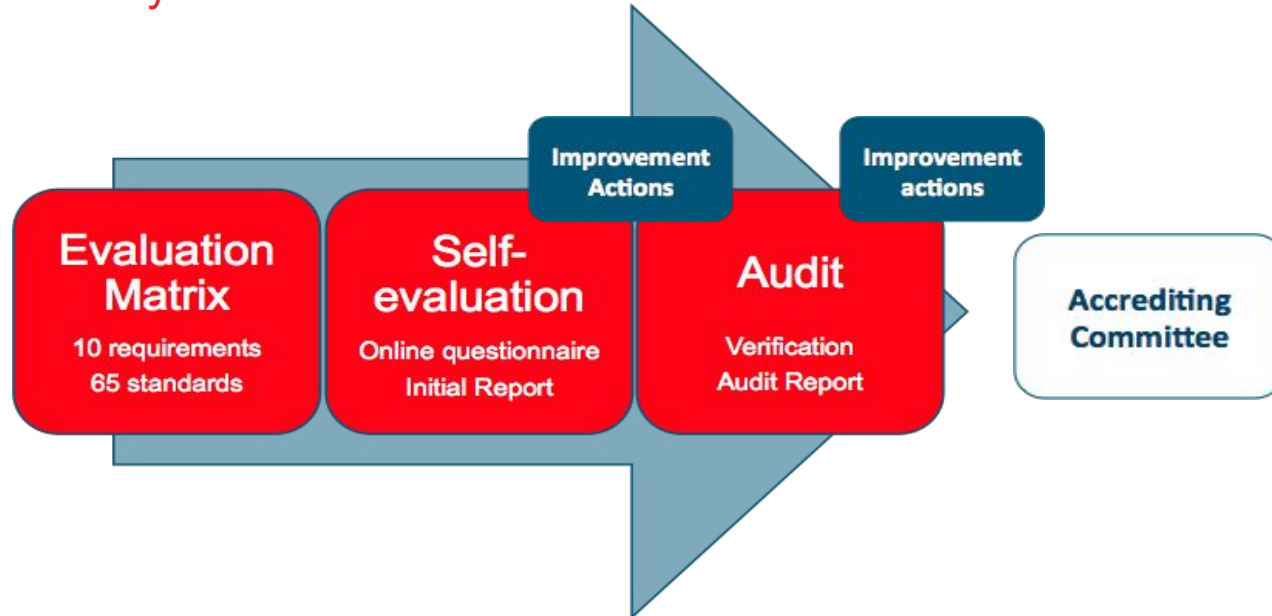 Evaluation
Matrix
10 requirements
65 standards
Self-
evaluation
Online questionnaire
Initial Report
Improvement
Actions
Audit
Verification
Audit Report
Improvement
actions
Accrediting
Committee